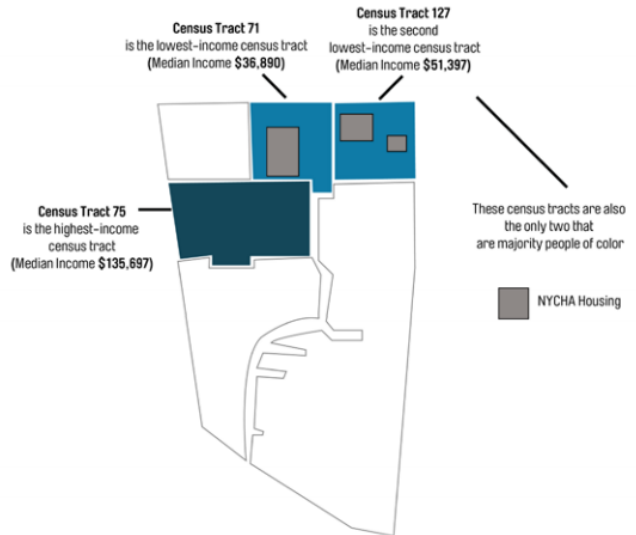 Census Tract 71
is the lowest-income census tract
(Median Income $36,890)
Census Tract 127
is the second
lowest-income census tract
(Median Income $51,397)
Census Tract 75
is the highest-income
census tract
(Median Income $135,697)
These census tracts are also
the only two that
are majority people of color
NYCHA Housing